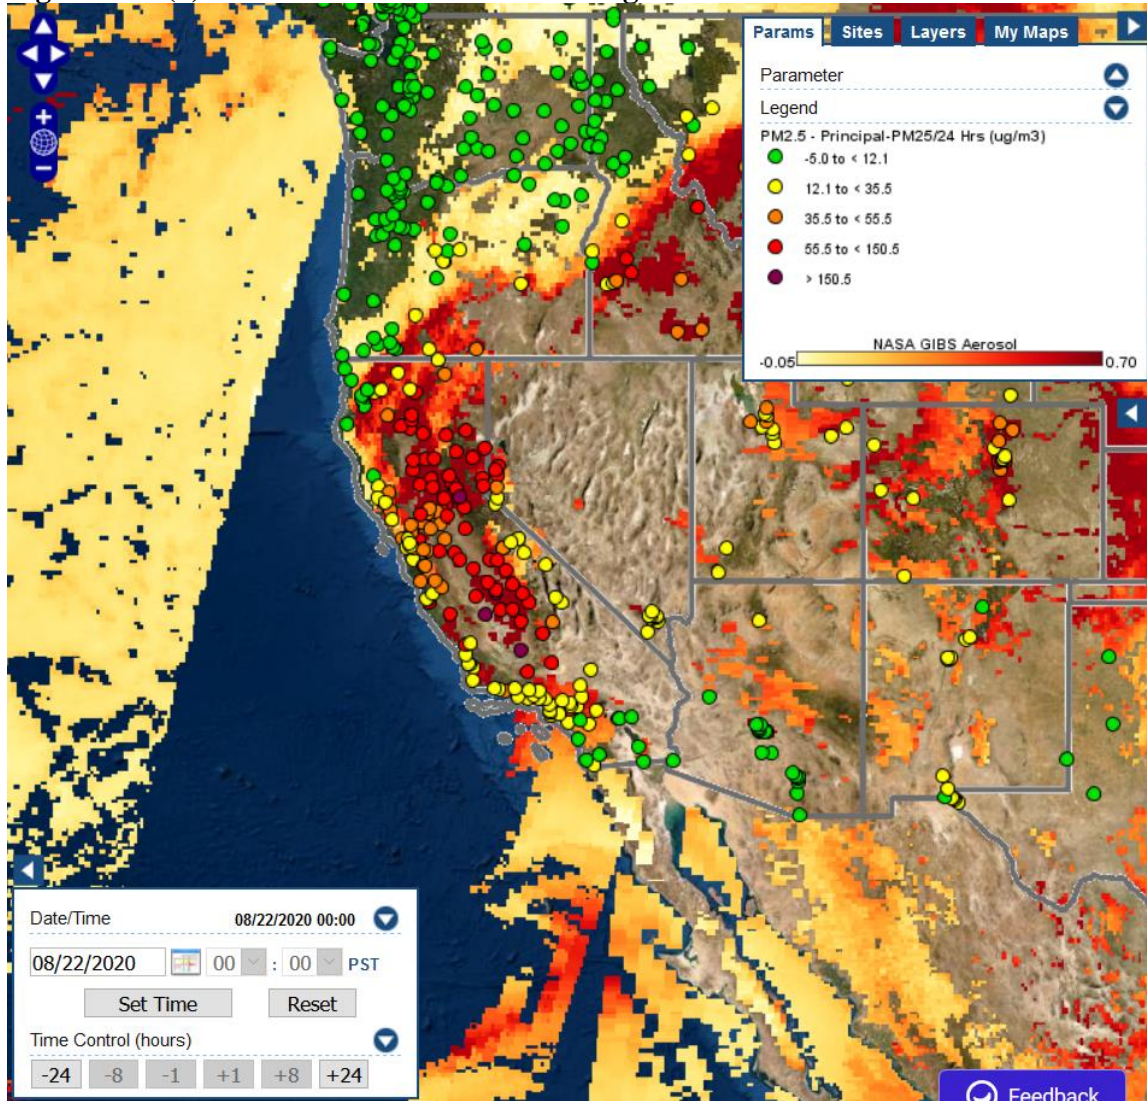 Params Sites Layers My Maps
Parameter
Legend
PM2.5 - Principal-PM25/24 Hrs (ug/m3)
-5.0 to < 12.1
12.1 to < 35.5
35.5 to < 55.5
55.5 to < 150.5
> 150.5
NASA GIBS Aerosol
-0.05 0.70
Date/Time 08/22/2020 00:00
08/22/2020 00 : 00 PST
Set Time Reset
Time Control (hours)
-24 -8 -1 +1 +8 +24
Feedback